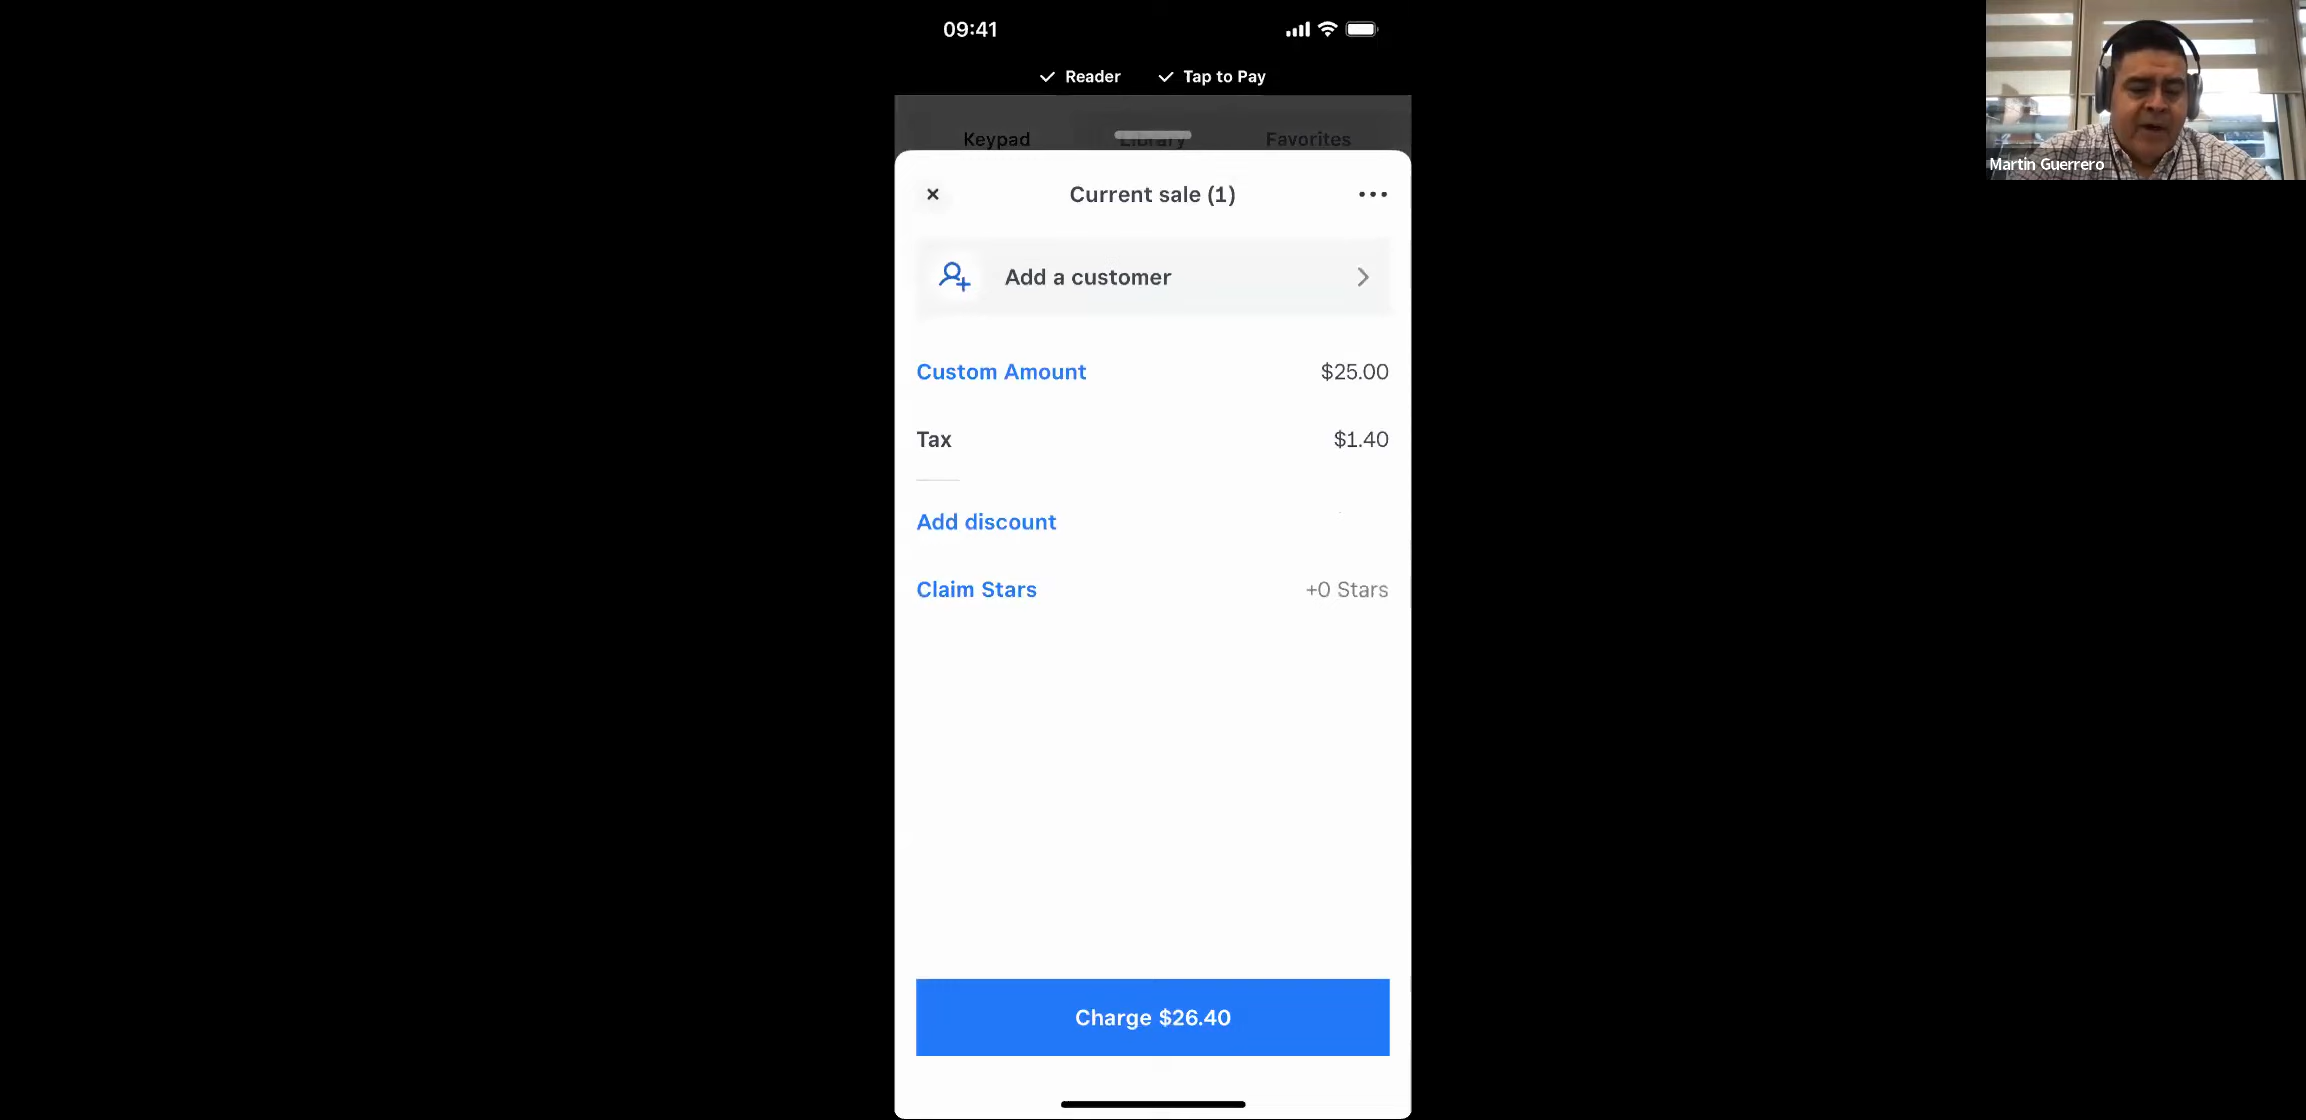 09:41
Reader Tap to Pay
Keypad Library Favorites
Current sale (1)
Add a customer
Custom Amount $25.00
Tax $1.40
Add discount
Claim Stars +0 Stars
Charge $26.40
Martin Guerrero